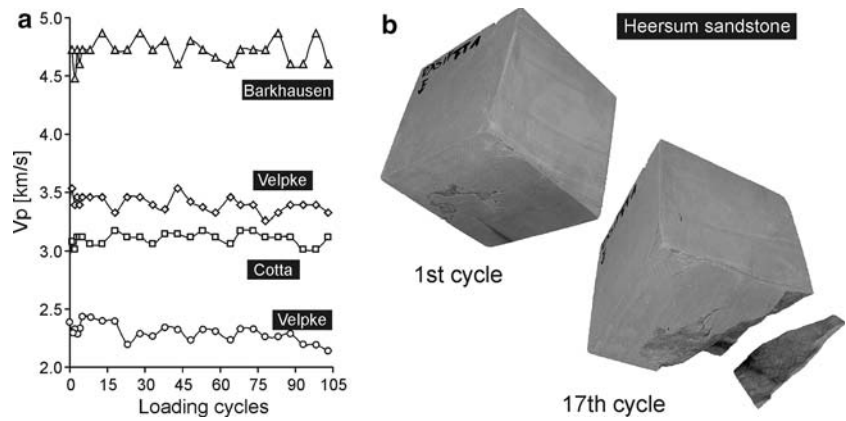 a
5.0
4.5
4.0
3.5
3.0
2.5
2.0
Vp [km/s]
Barkhausen
Velpke
Cotta
Velpke
0 15 30 45 60 75 90 105
Loading cycles
b
Heersum sandstone
1st cycle
17th cycle